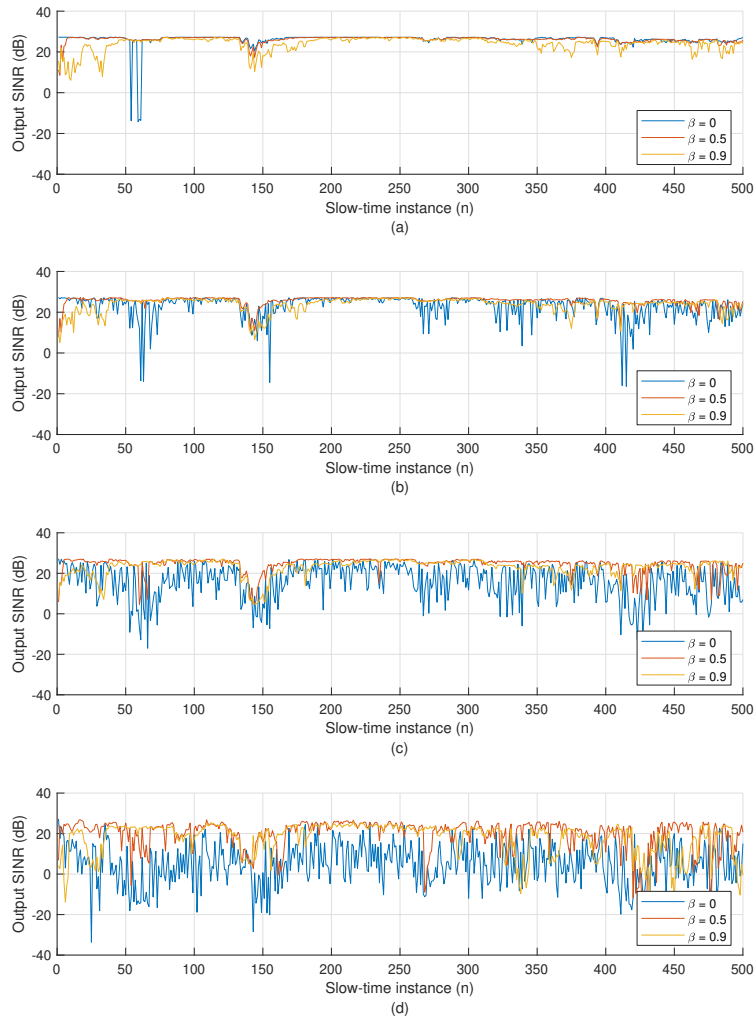 40
20
0
-20
-40
Output SINR (dB)
β = 0
β = 0.5
β = 0.9
0 50 100 150 200 250 300 350 400 450 500
Slow-time instance (n)
(a)
40
20
0
-20
-40
Output SINR (dB)
β = 0
β = 0.5
β = 0.9
0 50 100 150 200 250 300 350 400 450 500
Slow-time instance (n)
(b)
40
20
0
-20
-40
Output SINR (dB)
β = 0
β = 0.5
β = 0.9
0 50 100 150 200 250 300 350 400 450 500
Slow-time instance (n)
(c)
40
20
0
-20
-40
Output SINR (dB)
β = 0
β = 0.5
β = 0.9
0 50 100 150 200 250 300 350 400 450 500
Slow-time instance (n)
(d)